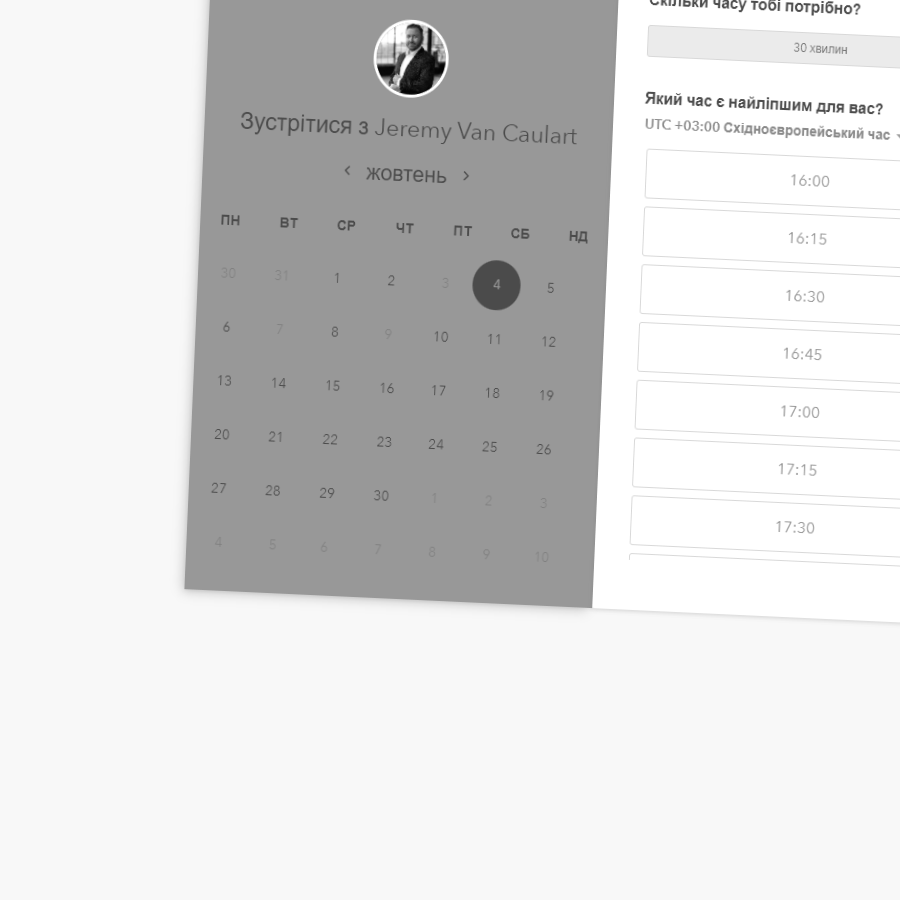 Зустрітися з Jeremy Van Caulart
‹ жовтень ›
ПН ВТ СР ЧТ ПТ СБ НД
30 31 1 2 3 4 5
6 7 8 9 10 11 12
13 14 15 16 17 18 19
20 21 22 23 24 25 26
27 28 29 30 1 2 3
4 5 6 7 8 9 10
Скільки часу тобі потрібно?
30 хвилин
Який час є найліпшим для вас?
UTC +03:00 Східноєвропейський час
16:00
16:15
16:30
16:45
17:00
17:15
17:30